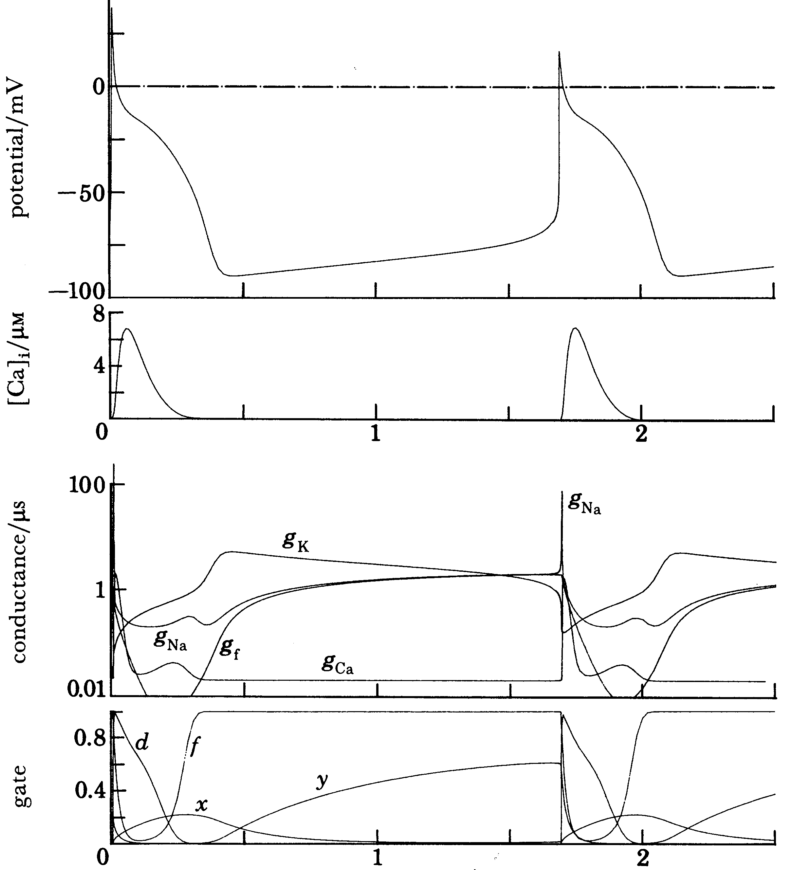 potential/mV
0
—50
—100
[Ca]i/μM
8
4
0 1 2
conductance/μs
100
1
0.01
gK
gNa
gNa
gf
gCa
gate
0.8
0.4
d
f
x
y
0 1 2